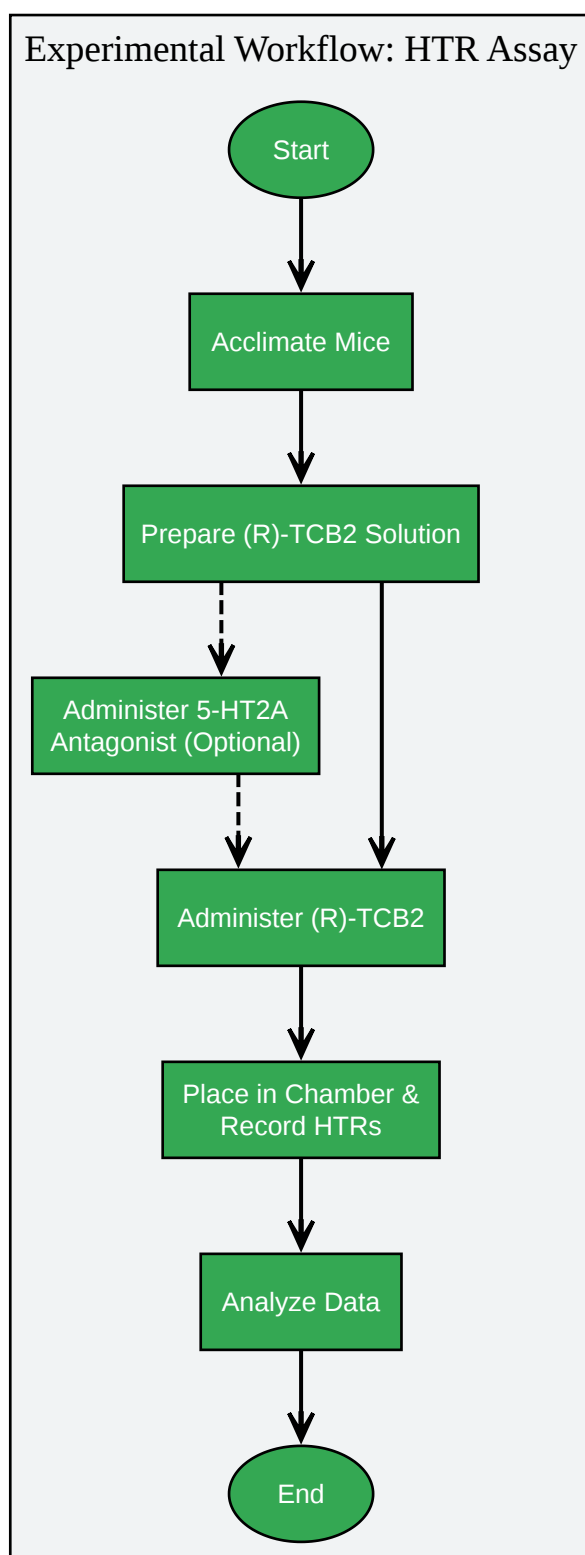 Experimental Workflow: HTR Assay
Start
Acclimate Mice
Prepare (R)-TCB2 Solution
Administer 5-HT2A
Antagonist (Optional)
Administer (R)-TCB2
Place in Chamber &
Record HTRs
Analyze Data
End